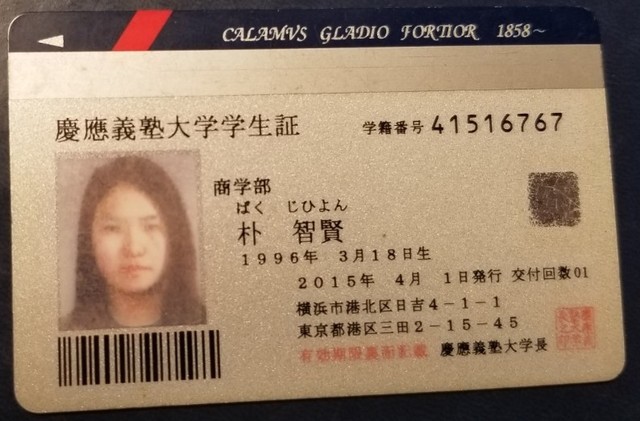 CALAMVS GLADIO FORTIOR 1858~
慶應義塾大学学生証
学籍番号 41516767
商学部
ぱく じひょん
朴 智賢
1996年 3月18日生
2015年 4月 1日発行 交付回数01
横浜市港北区日吉4-1-1
東京都港区三田2-15-45
有効期限裏面記載 慶應義塾大学長